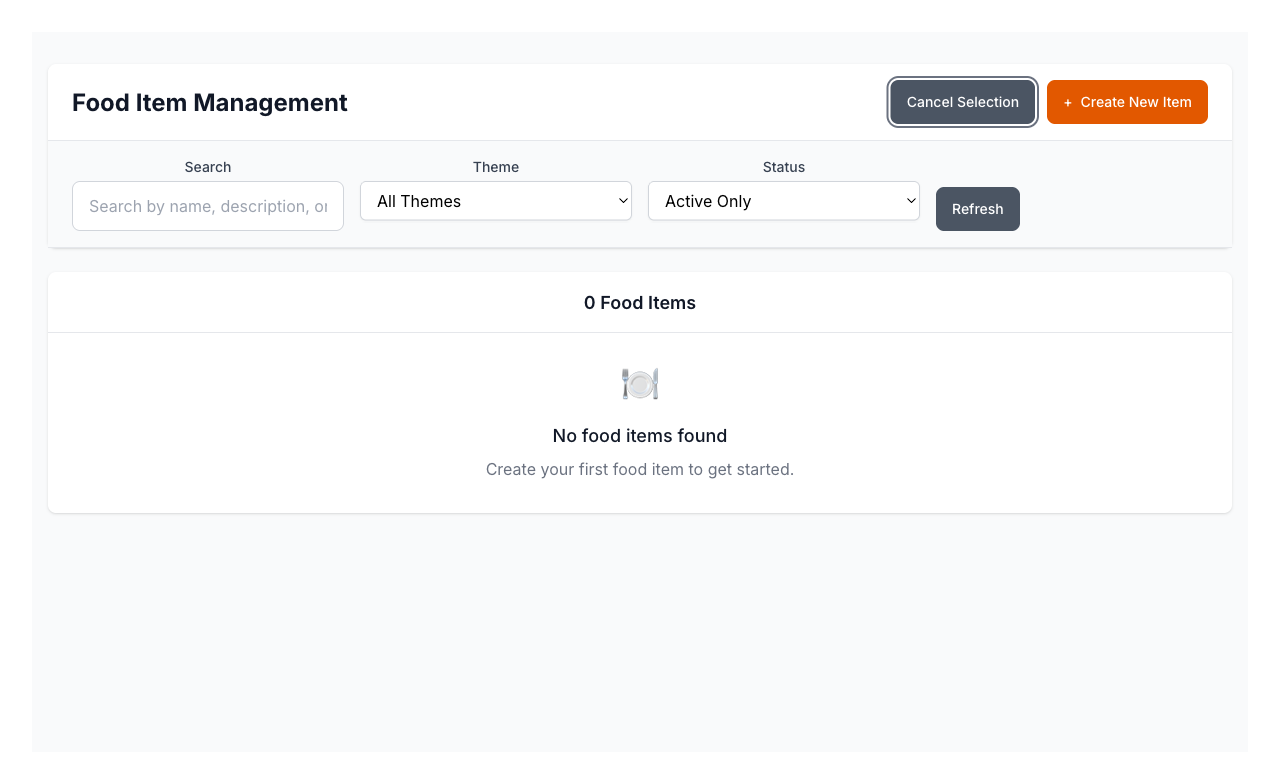 Food Item Management
Cancel Selection
+ Create New Item
Search
Theme
Status
Search by name, description, or
All Themes
Active Only
Refresh
0 Food Items
No food items found
Create your first food item to get started.